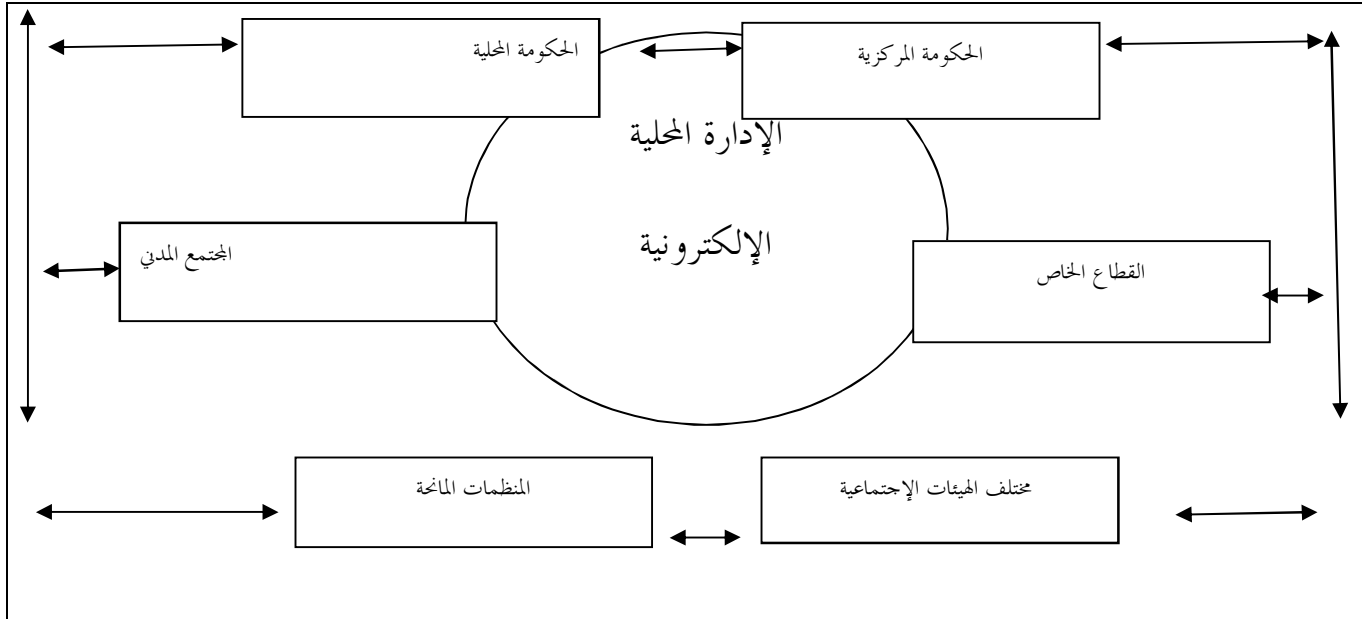 الحكومة المركزية
الحكومة المحلية
الإدارة المحلية
الإلكترونية
القطاع الخاص
المجتمع المدني
مختلف الهيئات الإجتماعية
المنظمات المانحة